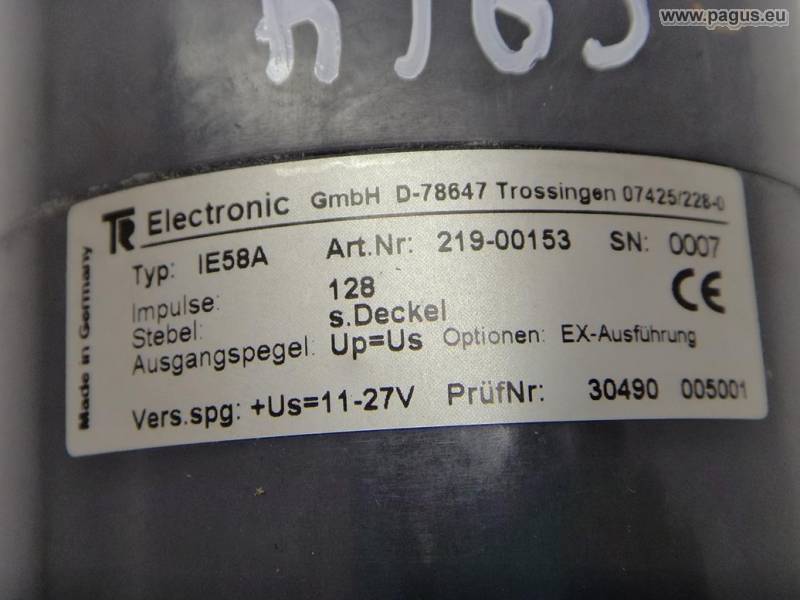 www.pagus.eu
TR Electronic GmbH D-78647 Trossingen 07425/228-0
Made in Germany
Typ: IE58A Art.Nr: 219-00153 SN: 0007
Impulse: 128 CE
Stebel: s.Deckel
Ausgangspegel: Up=Us Optionen: EX-Ausführung
Vers.spg: +Us=11-27V PrüfNr: 30490 005001